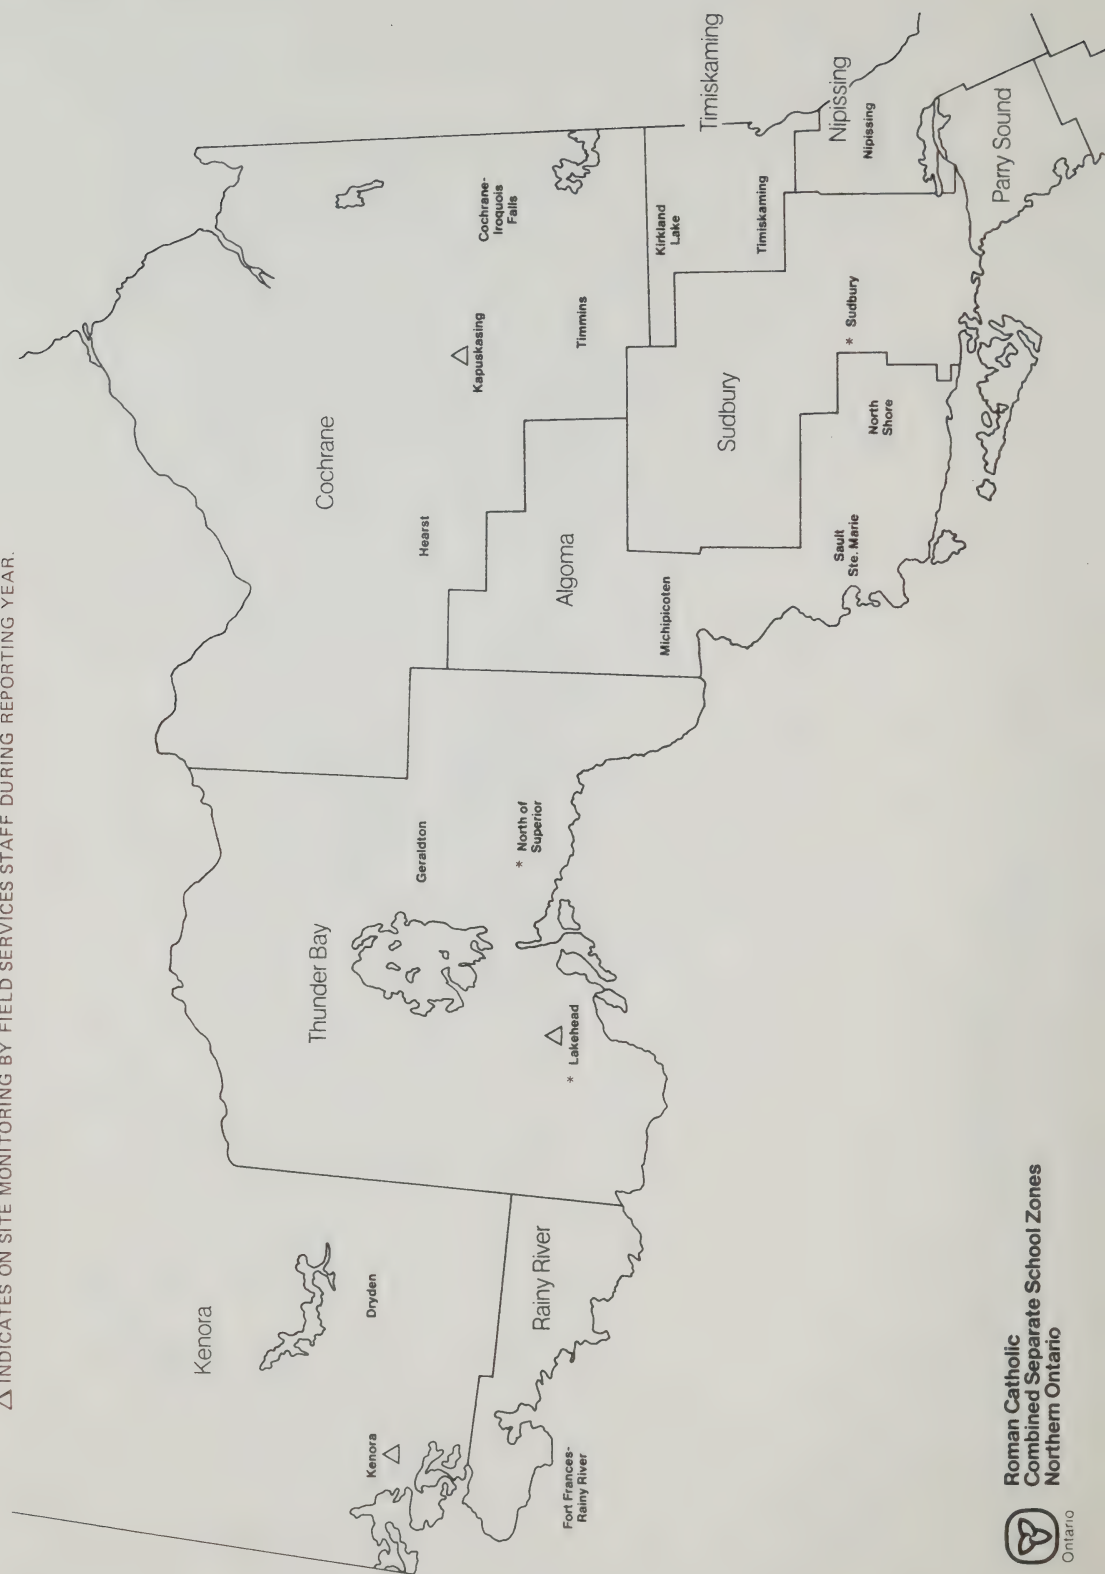 △ INDICATES ON SITE MONITORING BY FIELD SERVICES STAFF DURING REPORTING YEAR.
Kenora
Kenora
△
Dryden
Rainy River
Fort Frances-
Rainy River
Thunder Bay
Geraldton
* North of
Superior
△
* Lakehead
Cochrane
Hearst
△
Kapuskasing
Cochrane-
Iroquois
Falls
Timmins
Algoma
Michipicoten
Sault
Ste. Marie
North
Shore
Sudbury
* Sudbury
Kirkland
Lake
Timiskaming
Timiskaming
Nipissing
Nipissing
Parry Sound
Ontario
Roman Catholic
Combined Separate School Zones
Northern Ontario